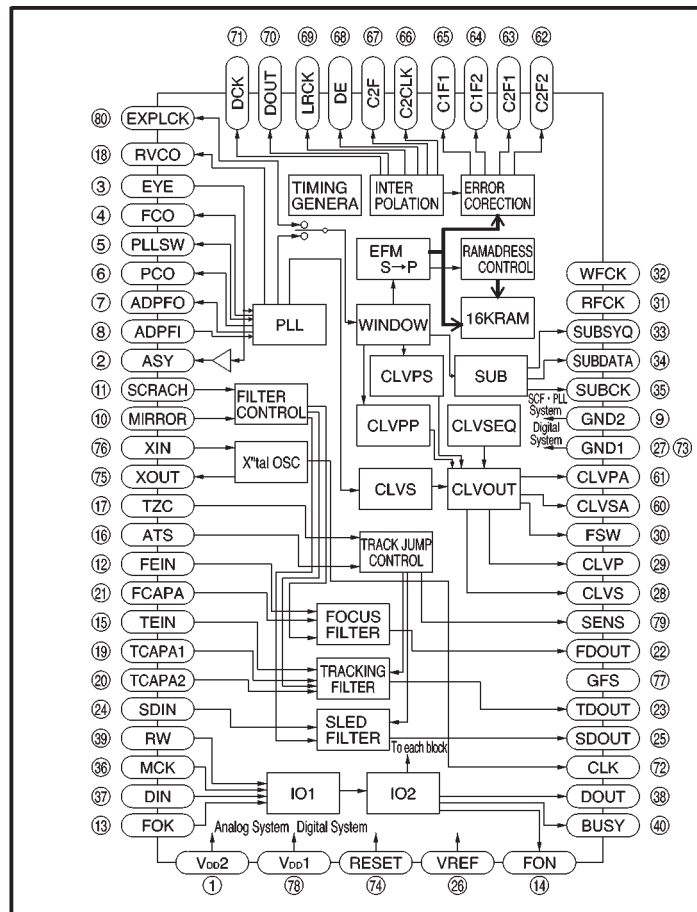 71 70 69 68 67 66 65 64 63 62
DCK
DOUT
LRCK
DE
C2F
C2CLK
C1F1
C1F2
C2F1
C2F2
80 EXPLCK
18 RVCO
3 EYE
4 FCO
5 PLLSW
6 PCO
7 ADPFO
8 ADPFI
2 ASY
11 SCRACH
10 MIRROR
76 XIN
75 XOUT
17 TZC
16 ATS
12 FEIN
21 FCAPA
15 TEIN
19 TCAPA1
20 TCAPA2
24 SDIN
39 RW
36 MCK
37 DIN
13 FOK
TIMING
GENERA
INTER
POLATION
ERROR
CORECTION
EFM
S→P
RAMADRESS
CONTROL
PLL
WINDOW
16KRAM
CLVPS
SUB
FILTER
CONTROL
CLVPP
CLVSEQ
X"tal OSC
CLVS
CLVOUT
TRACK JUMP
CONTROL
FOCUS
FILTER
TRACKING
FILTER
SLED
FILTER
To each block
IO1
IO2
Analog System Digital System
WFCK 32
RFCK 31
SUBSYQ 33
SUBDATA 34
SUBCK 35
SCF・PLL
System
GND2 9
Digital
System
GND1 27 73
CLVPA 61
CLVSA 60
FSW 30
CLVP 29
CLVS 28
SENS 79
FDOUT 22
GFS 77
TDOUT 23
SDOUT 25
CLK 72
DOUT 38
BUSY 40
VDD2 VDD1 RESET VREF FON
1 78 74 26 14